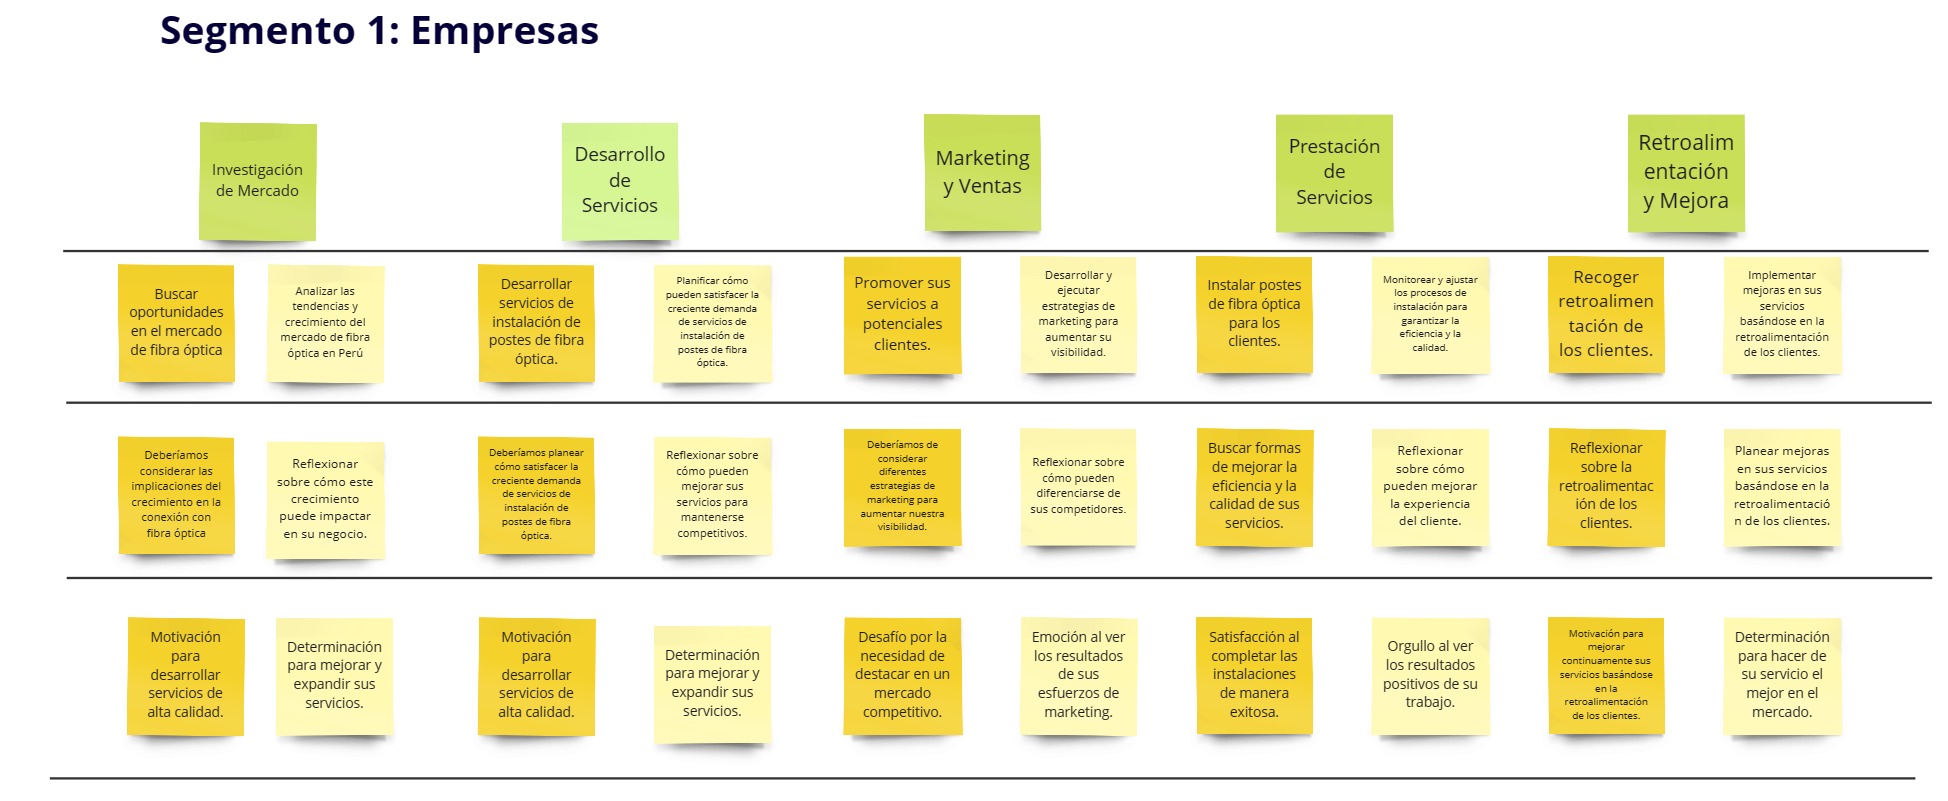 Segmento 1: Empresas
Investigación
de Mercado
Desarrollo
de
Servicios
Marketing
y Ventas
Prestación
de
Servicios
Retroalim
entación
y Mejora
Buscar
oportunidades
en el mercado
de fibra óptica
Analizar las
tendencias y
crecimiento del
mercado de fibra
óptica en Perú
Desarrollar
servicios de
instalación de
postes de fibra
óptica.
Planificar cómo
pueden satisfacer la
creciente demanda
de servicios de
instalación de
postes de fibra
óptica.
Promover sus
servicios a
potenciales
clientes.
Desarrollar y
ejecutar
estrategias de
marketing para
aumentar su
visibilidad.
Instalar postes
de fibra óptica
para los
clientes.
Monitorear y ajustar
los procesos de
instalación para
garantizar la
eficiencia y la
calidad.
Recoger
retroalimen
tación de
los clientes.
Implementar
mejoras en sus
servicios
basándose en la
retroalimentación
de los clientes.
Deberíamos
considerar las
implicaciones del
crecimiento en la
conexión con
fibra óptica
Reflexionar
sobre cómo este
crecimiento
puede impactar
en su negocio.
Deberíamos planear
cómo satisfacer la
creciente demanda
de servicios de
instalación de
postes de fibra
óptica.
Reflexionar sobre
cómo pueden
mejorar sus
servicios para
mantenerse
competitivos.
Deberíamos de
considerar
diferentes
estrategias de
marketing para
aumentar nuestra
visibilidad.
Reflexionar sobre
cómo pueden
diferenciarse de
sus competidores.
Buscar formas
de mejorar la
eficiencia y la
calidad de sus
servicios.
Reflexionar
sobre cómo
pueden mejorar
la experiencia
del cliente.
Reflexionar
sobre la
retroalimentac
ión de los
clientes.
Planear mejoras
en sus servicios
basándose en la
retroalimentació
n de los clientes.
Motivación
para
desarrollar
servicios de
alta calidad.
Determinación
para mejorar y
expandir sus
servicios.
Motivación
para
desarrollar
servicios de
alta calidad.
Determinación
para mejorar y
expandir sus
servicios.
Desafío por la
necesidad de
destacar en un
mercado
competitivo.
Emoción al ver
los resultados
de sus
esfuerzos de
marketing.
Satisfacción al
completar las
instalaciones
de manera
exitosa.
Orgullo al ver
los resultados
positivos de su
trabajo.
Motivación para
mejorar
continuamente sus
servicios basándose
en la
retroalimentación
de los clientes.
Determinación
para hacer de
su servicio el
mejor en el
mercado.